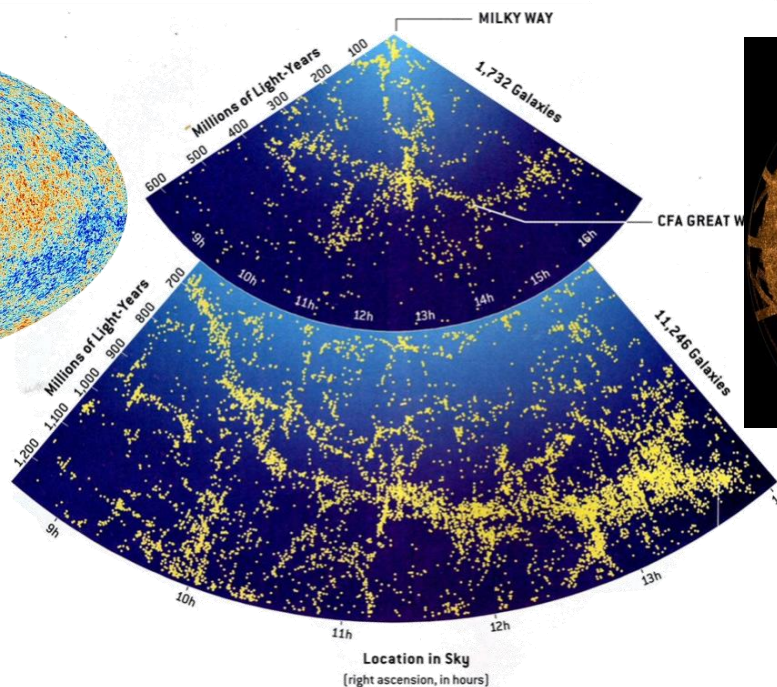 MILKY WAY
Millions of Light-Years
100
200
300
400
500
600
1,732 Galaxies
CFA GREAT W
9h
10h
11h
12h
13h
14h
15h
16h
Millions of Light-Years
700
800
900
1,000
1,100
1,200
11,246 Galaxies
9h
10h
11h
12h
13h
Location in Sky
(right ascension, in hours)